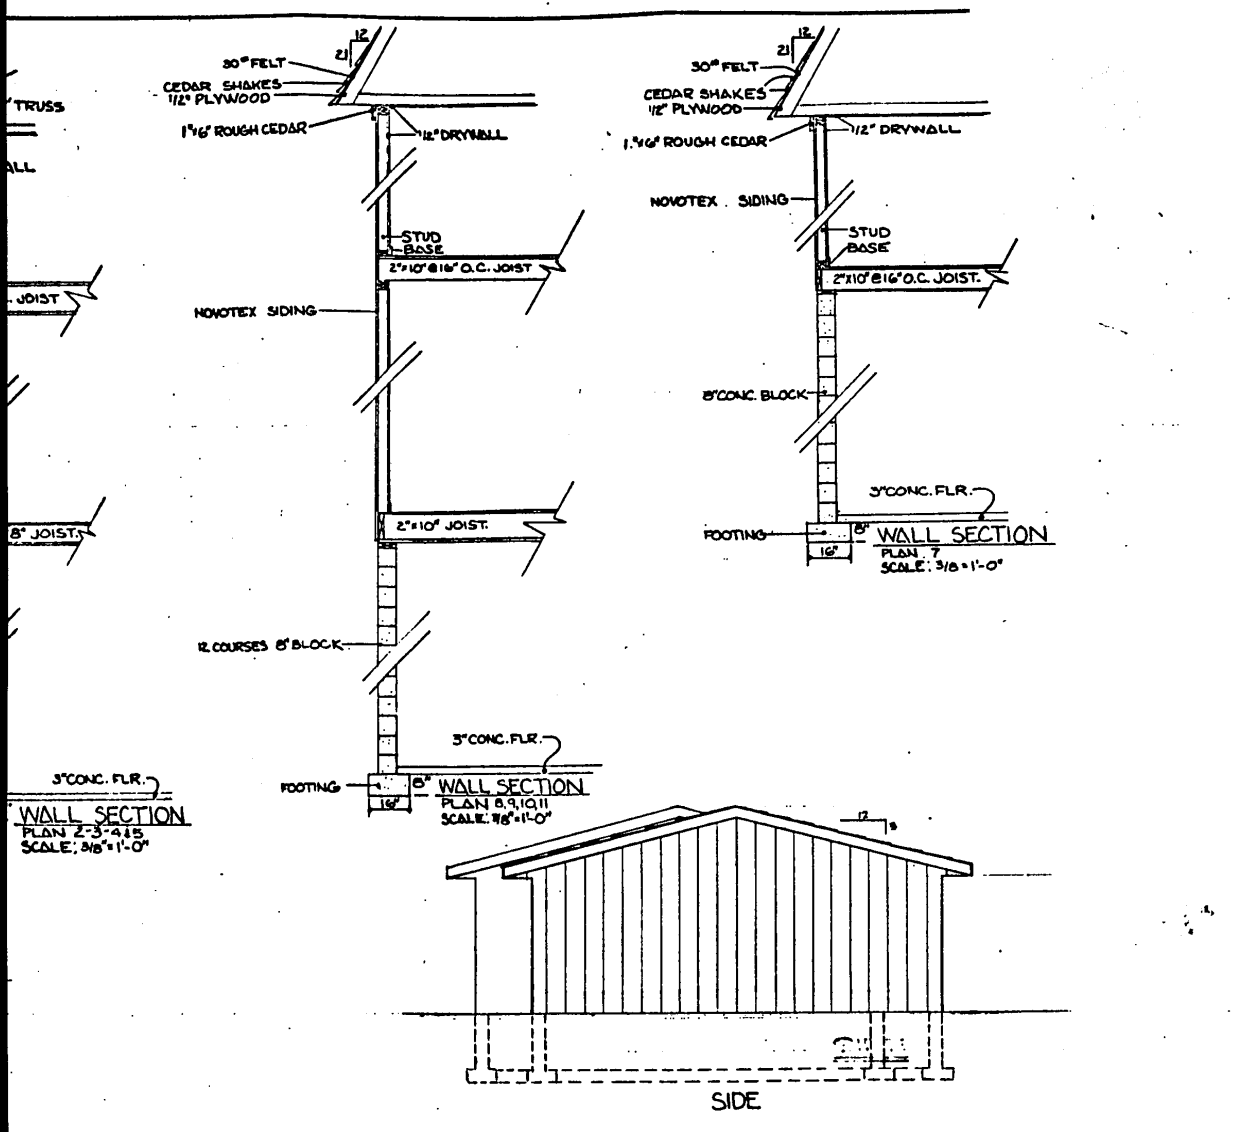 TRUSS
ALL
JOIST
8" JOIST.
3"CONC. FLR.
WALL SECTION
PLAN 2-3-4&5
SCALE: 3/8"=1'-0"
12
21
30# FELT
CEDAR SHAKES
1/2" PLYWOOD
1"x6" ROUGH CEDAR
1/2" DRYWALL
STUD
BASE
2"x10"@16"O.C. JOIST
NOVOTEX SIDING
2"x10" JOIST.
12 COURSES 8" BLOCK
3"CONC. FLR.
FOOTING
8"
16"
WALL SECTION
PLAN 8,9,10,11
SCALE: 3/8"=1'-0"
12
21
30# FELT
CEDAR SHAKES
1/2" PLYWOOD
1"x6" ROUGH CEDAR
1/2" DRYWALL
NOVOTEX SIDING
STUD
BASE
2"X10"@16"O.C. JOIST.
8"CONC. BLOCK
3"CONC. FLR.
FOOTING
8"
16"
WALL SECTION
PLAN 7
SCALE: 3/8=1'-0"
12
SIDE